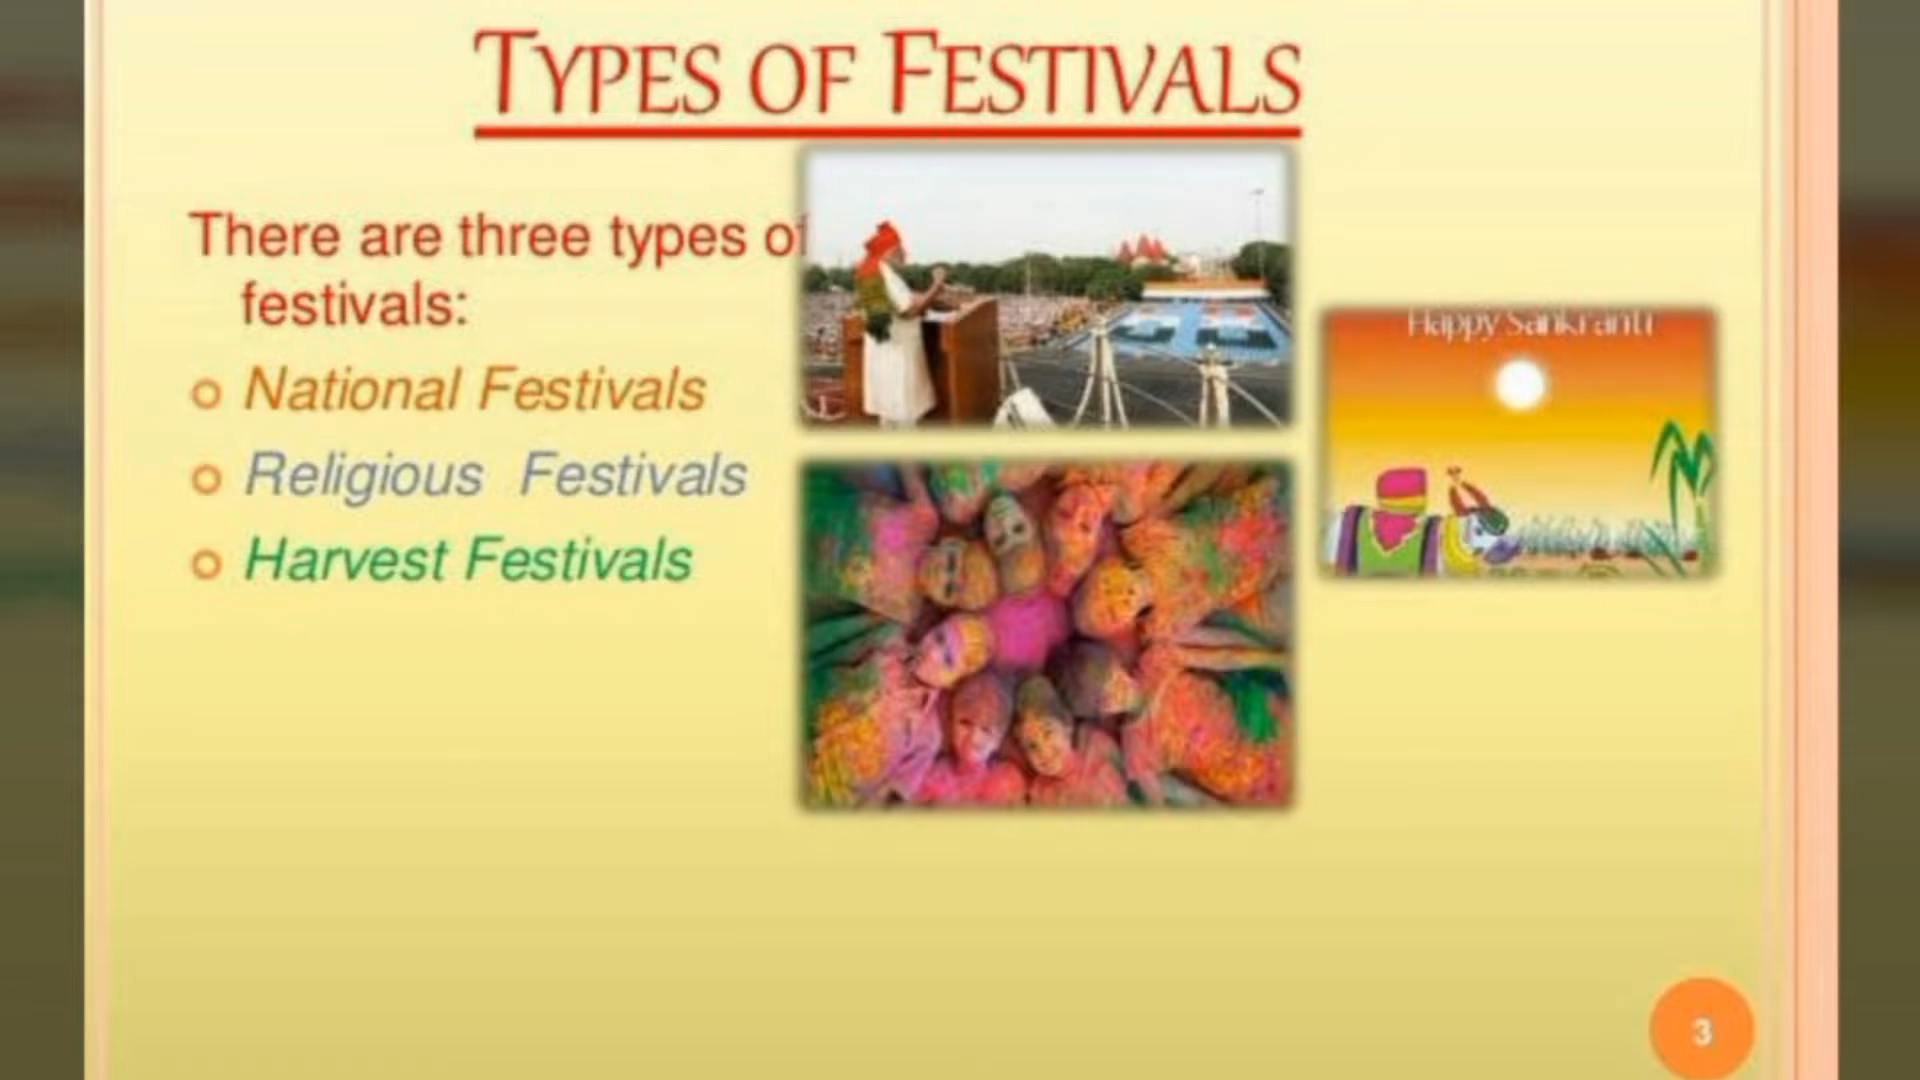 TYPES OF FESTIVALS
There are three types of
festivals:
National Festivals
Religious Festivals
Harvest Festivals
Happy Sankranti
3